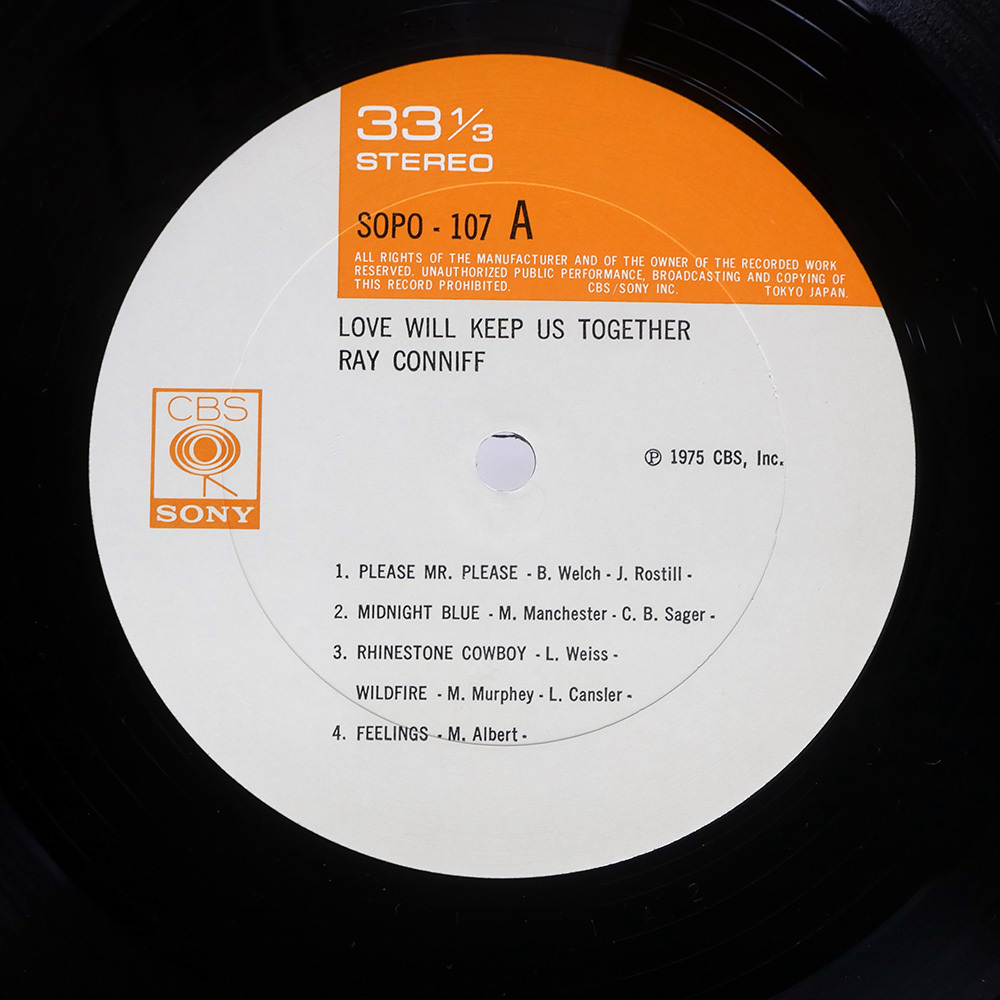 33 1/3
STEREO
SOPO - 107 A
ALL RIGHTS OF THE MANUFACTURER AND OF THE OWNER OF THE RECORDED WORK
RESERVED. UNAUTHORIZED PUBLIC PERFORMANCE, BROADCASTING AND COPYING OF
THIS RECORD PROHIBITED. CBS/SONY INC. TOKYO JAPAN.
LOVE WILL KEEP US TOGETHER
RAY CONNIFF
CBS
SONY
℗ 1975 CBS, Inc.
1. PLEASE MR. PLEASE - B. Welch - J. Rostill -
2. MIDNIGHT BLUE - M. Manchester - C. B. Sager -
3. RHINESTONE COWBOY - L. Weiss -
WILDFIRE - M. Murphey - L. Cansler -
4. FEELINGS - M. Albert -